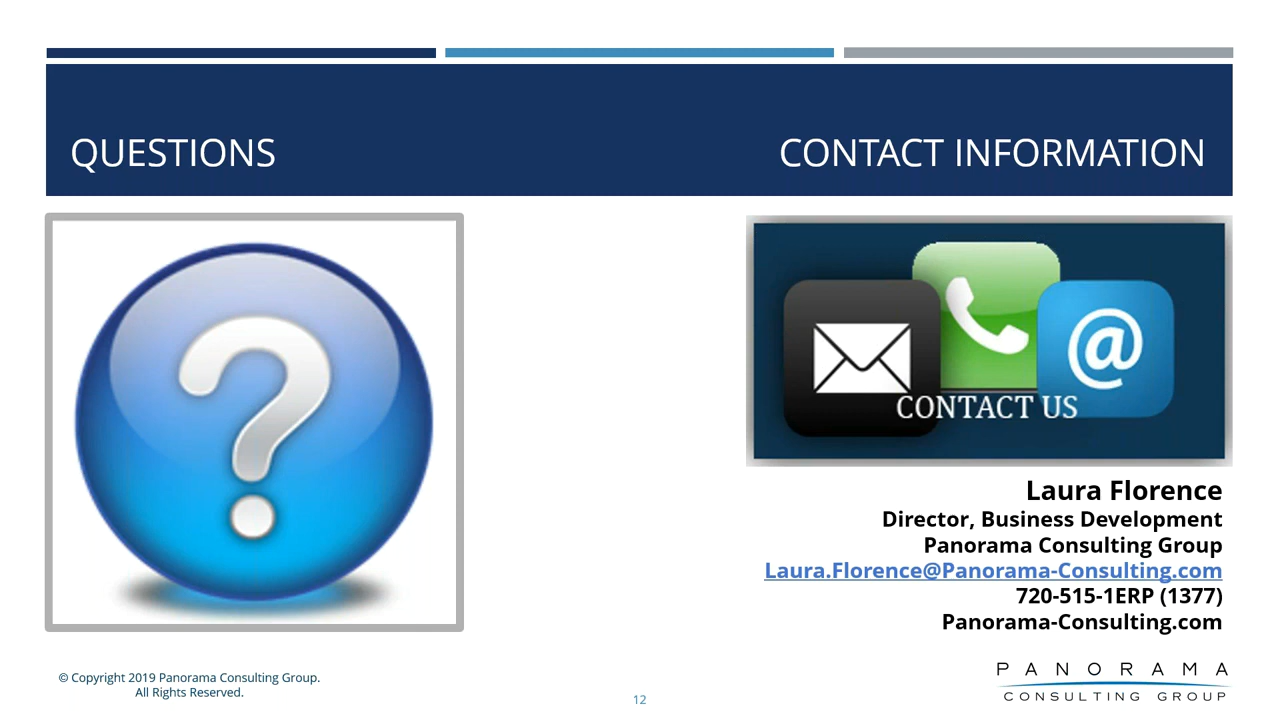 QUESTIONS
CONTACT INFORMATION
?
@
CONTACT US
Laura Florence
Director, Business Development
Panorama Consulting Group
Laura.Florence@Panorama-Consulting.com
720-515-1ERP (1377)
Panorama-Consulting.com
© Copyright 2019 Panorama Consulting Group.
All Rights Reserved.
12
PANORAMA
CONSULTING GROUP